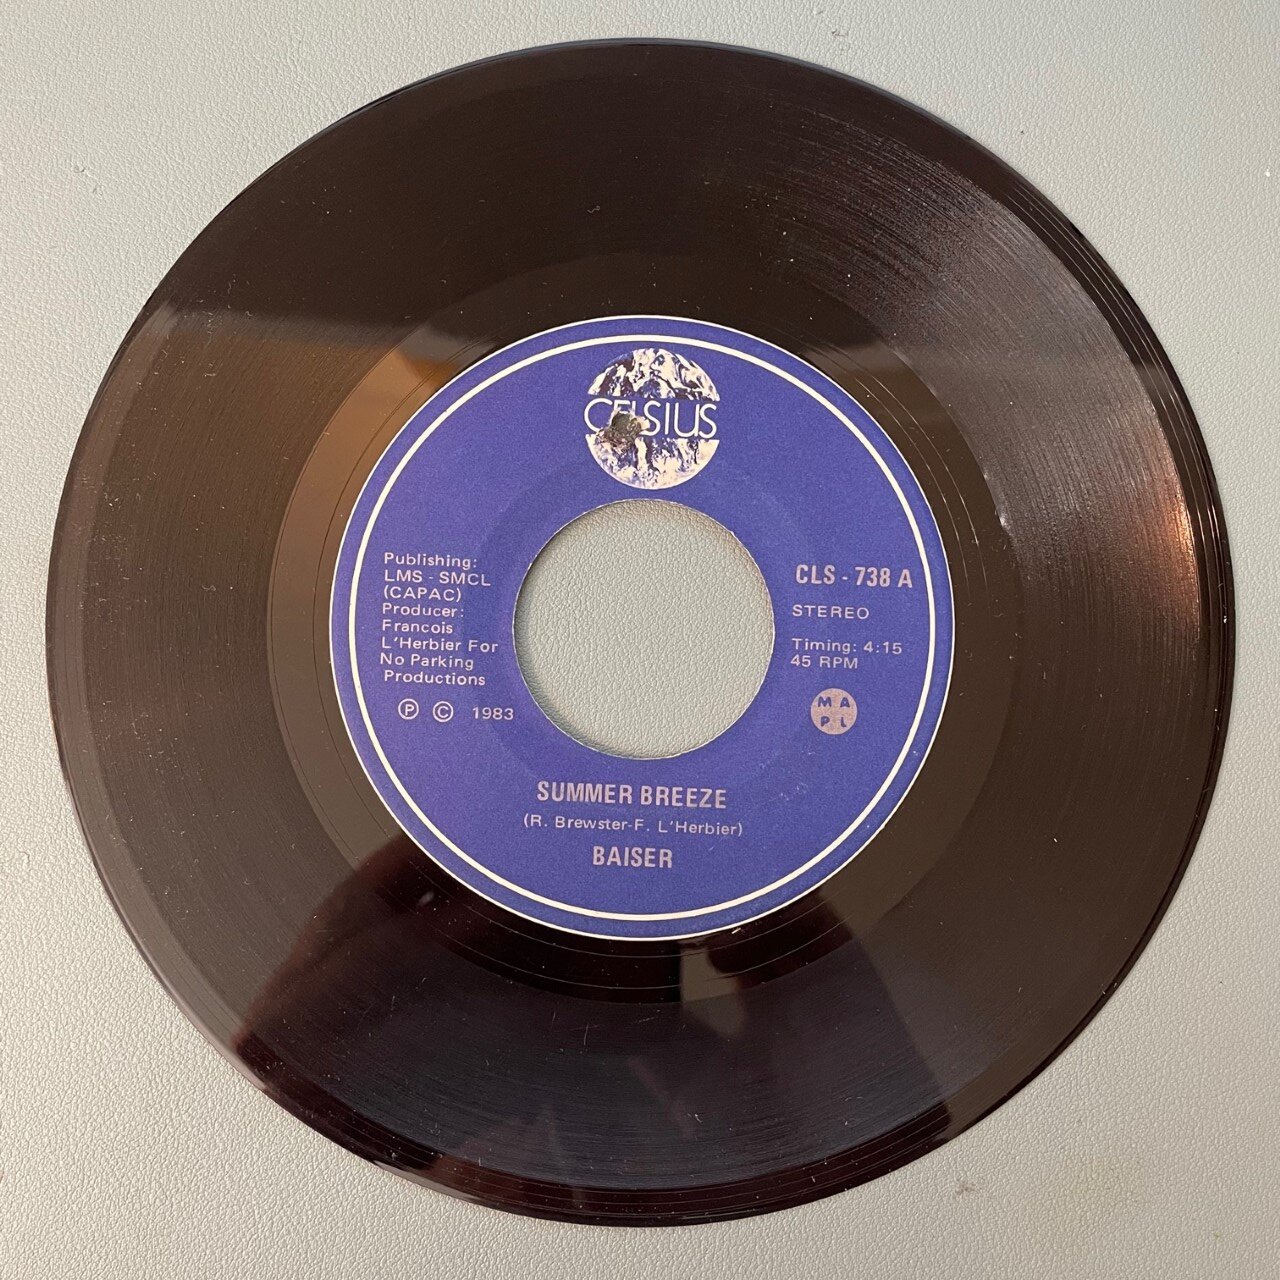 CELSIUS
Publishing:
LMS - SMCL
(CAPAC)
Producer:
Francois
L'Herbier For
No Parking
Productions
Ⓟ © 1983
CLS - 738 A
STEREO
Timing: 4:15
45 RPM
M A
P L
SUMMER BREEZE
(R. Brewster-F. L'Herbier)
BAISER